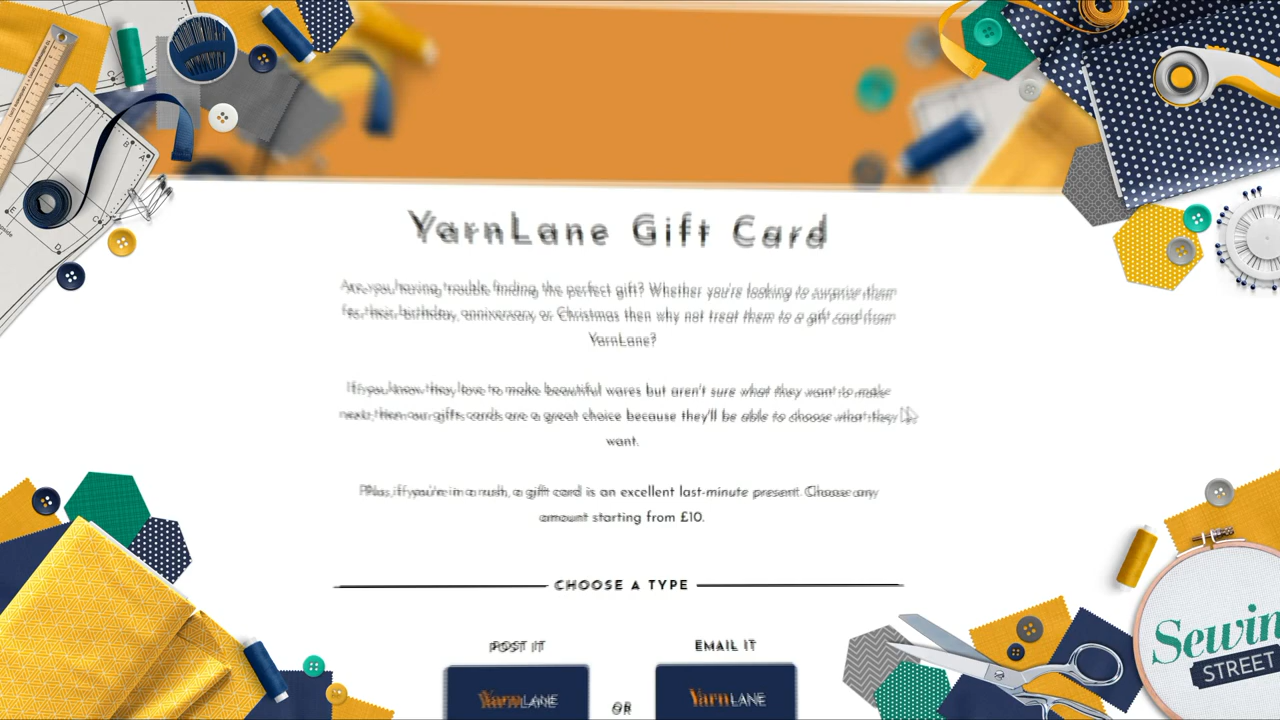 YarnLane Gift Card
Are you having trouble finding the perfect gift? Whether you're looking to surprise them
for their birthday, anniversary or Christmas then why not treat them to a gift card from
YarnLane?
If you know they love to make beautiful wares but aren't sure what they want to make
next, then our gifts cards are a great choice because they'll be able to choose what they
want.
Plus, if you're in a rush, a gift card is an excellent last-minute present. Choose any
amount starting from £10.
CHOOSE A TYPE
POST IT
EMAIL IT
YarnLANE
OR
YarnLANE
Sewin
STREET